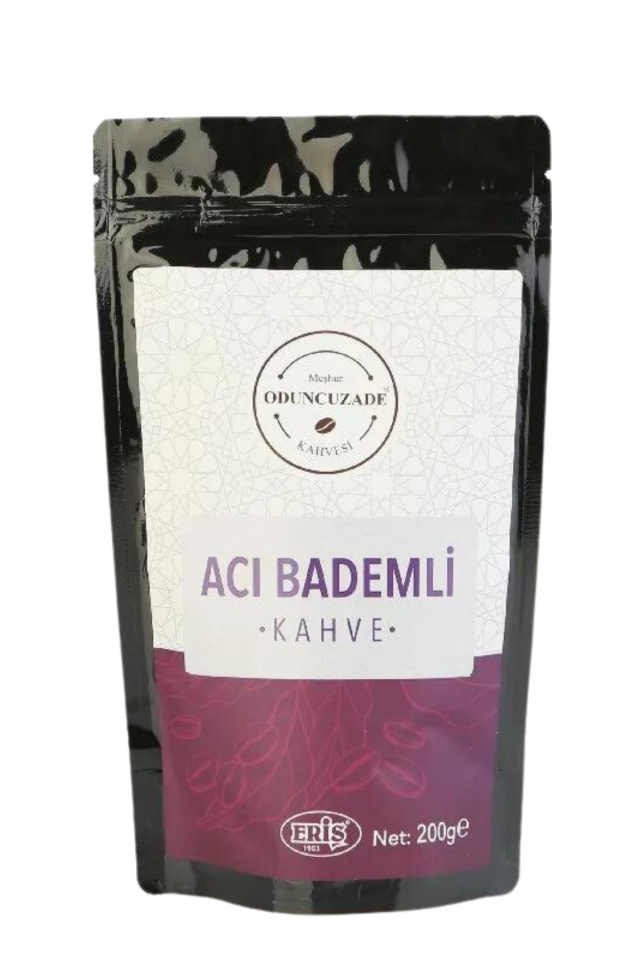 Meşhur
ODUNCUZADE
KAHVESİ
ACI BADEMLİ
•KAHVE•
ERİŞ
1903
Net: 200g℮